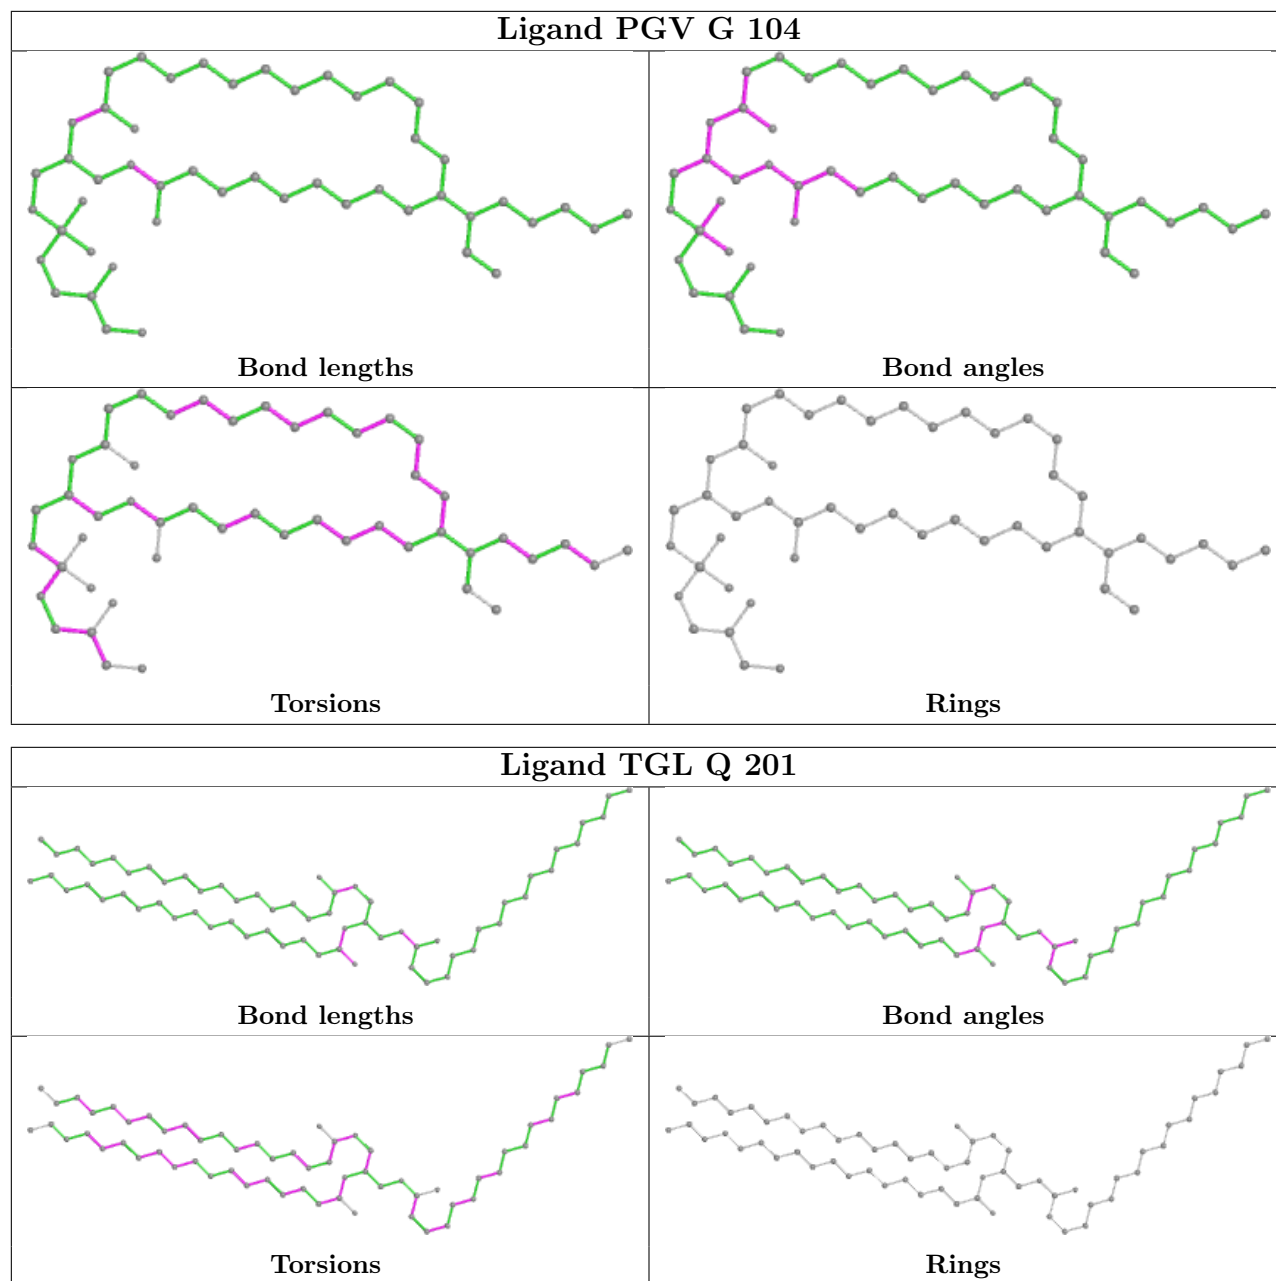 Ligand PGV G 104
Bond lengths
Bond angles
Torsions
Rings
Ligand TGL Q 201
Bond lengths
Bond angles
Torsions
Rings